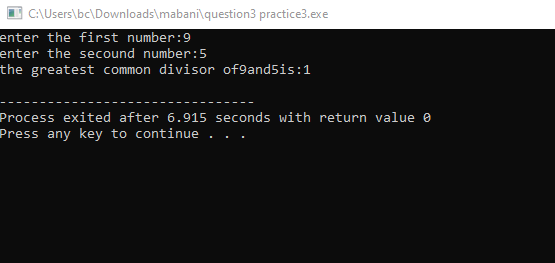 C:\Users\bc\Downloads\mabani\question3 practice3.exe
enter the first number:9
enter the secound number:5
the greatest common divisor of9and5is:1
--------------------------------
Process exited after 6.915 seconds with return value 0
Press any key to continue . . .